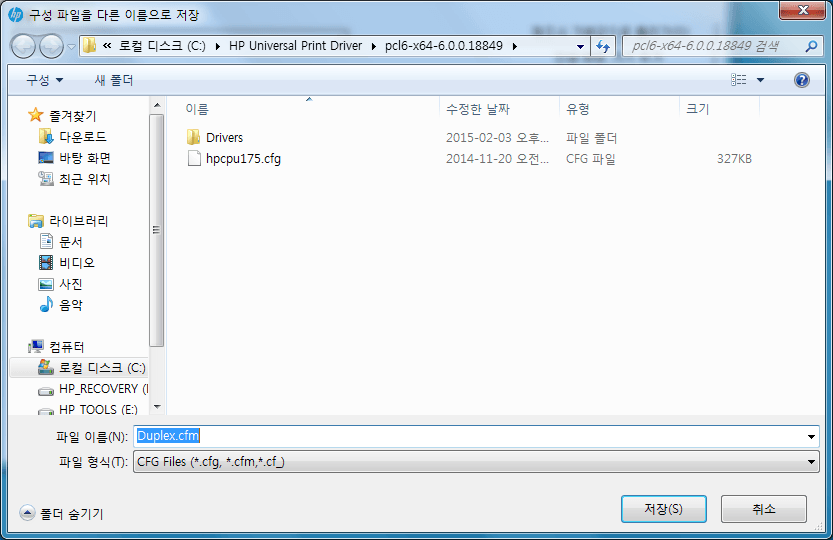 구성 파일을 다른 이름으로 저장
« 로컬 디스크 (C:) ▸ HP Universal Print Driver ▸ pcl6-x64-6.0.0.18849 ▸
pcl6-x64-6.0.0.18849 검색
구성 ▼ 새 폴더
이름 수정한 날짜 유형 크기
즐겨찾기
다운로드
바탕 화면
최근 위치
라이브러리
문서
비디오
사진
음악
컴퓨터
로컬 디스크 (C:)
HP_RECOVERY (
HP_TOOLS (E:)
Drivers 2015-02-03 오후... 파일 폴더
hpcpu175.cfg 2014-11-20 오전... CFG 파일 327KB
파일 이름(N): Duplex.cfm
파일 형식(T): CFG Files (*.cfg, *.cfm,*.cf_)
폴더 숨기기 저장(S) 취소